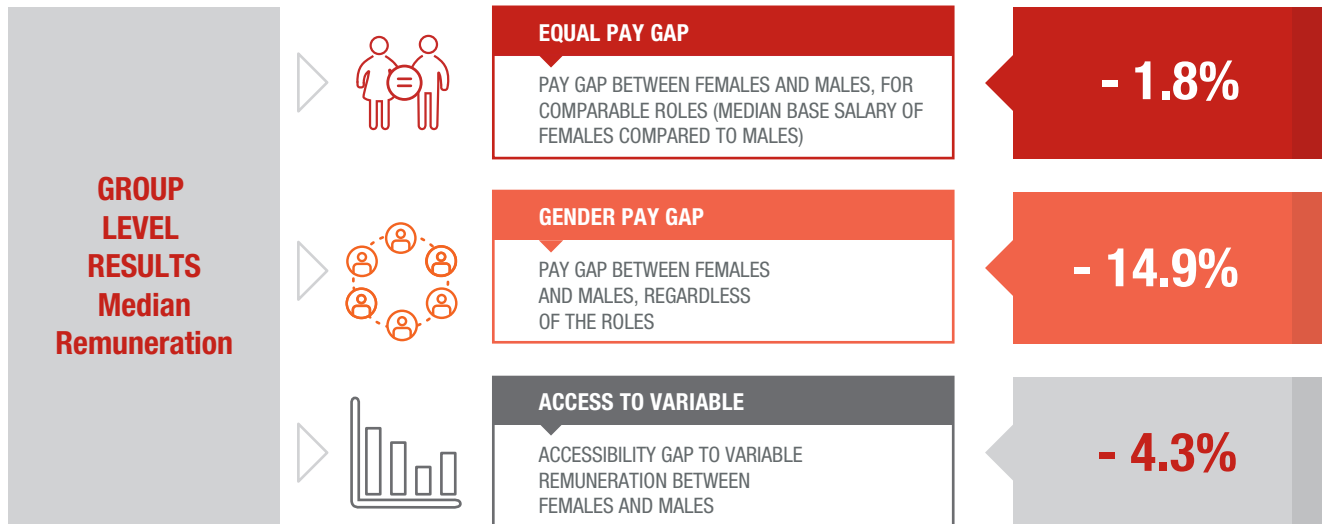 GROUP
LEVEL
RESULTS
Median
Remuneration
EQUAL PAY GAP
PAY GAP BETWEEN FEMALES AND MALES, FOR
COMPARABLE ROLES (MEDIAN BASE SALARY OF
FEMALES COMPARED TO MALES)
- 1.8%
GENDER PAY GAP
PAY GAP BETWEEN FEMALES
AND MALES, REGARDLESS
OF THE ROLES
- 14.9%
ACCESS TO VARIABLE
ACCESSIBILITY GAP TO VARIABLE
REMUNERATION BETWEEN
FEMALES AND MALES
- 4.3%